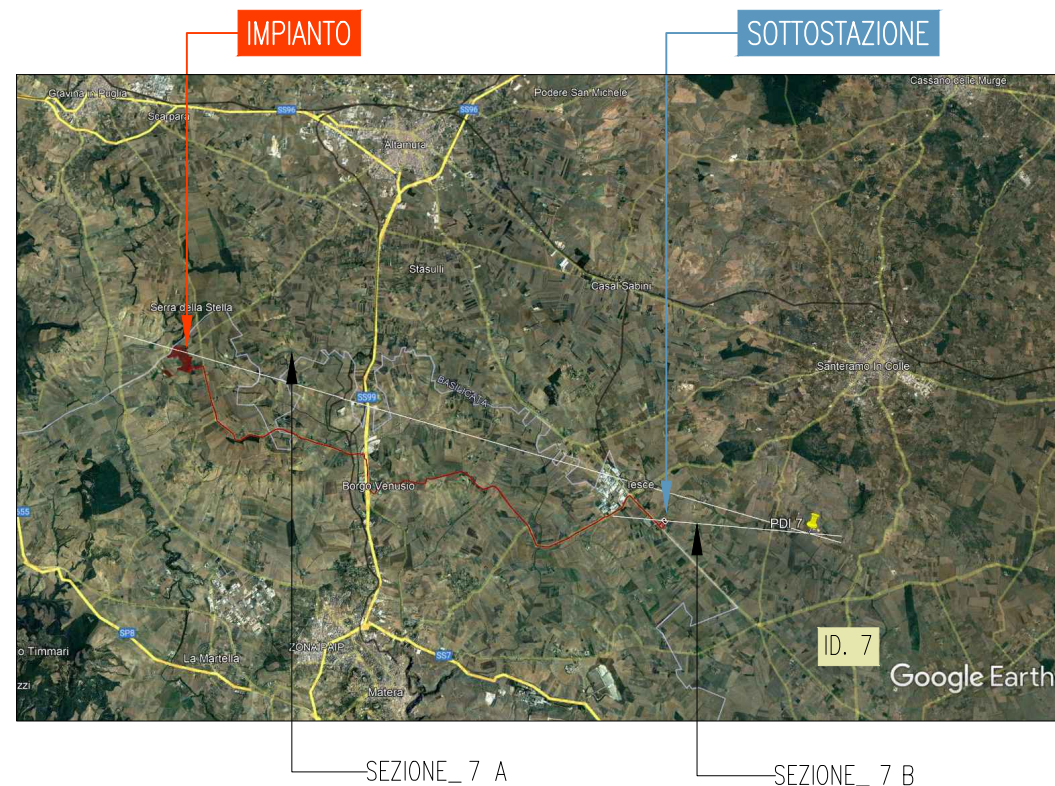 IMPIANTO
SOTTOSTAZIONE
Gravina in Puglia
Scarpara
SS96
SS96
Podere San Michele
Cassano delle Murge
Altamura
Stasulli
Casal Sabini
Serra della Stella
Santeramo In Colle
BASILICATA
SS99
Borgo Venusio
Iesce
PDI 7
S55
SP8
ZONA PAIP
SS7
ID. 7
o Timmari
La Martella
zzi
Matera
Google Earth
SEZIONE_ 7 A
SEZIONE_ 7 B